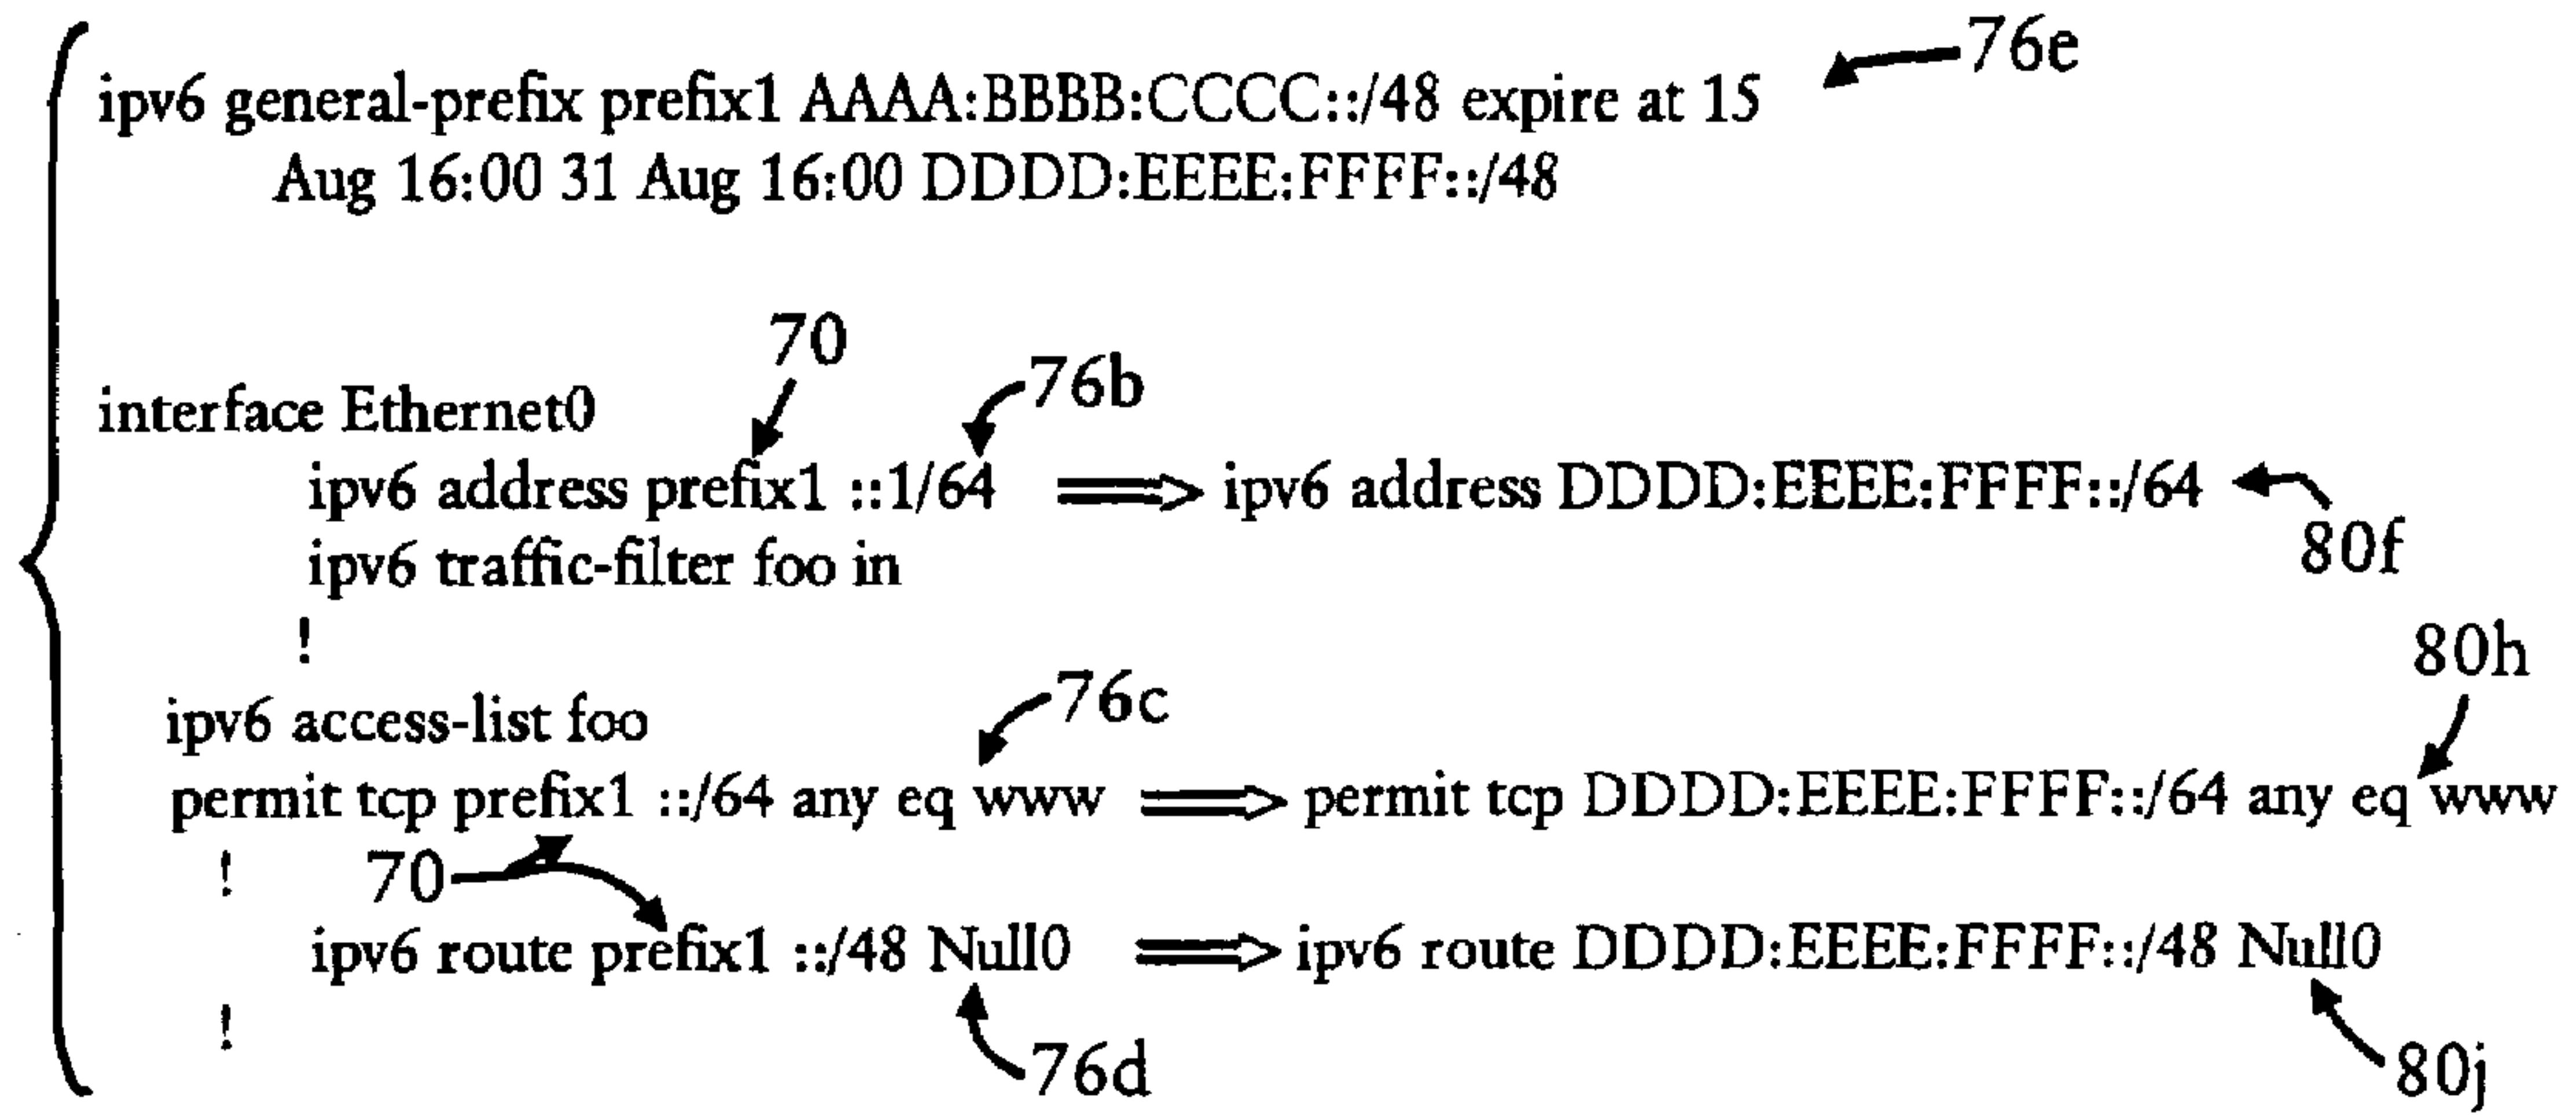 76e
ipv6 general-prefix prefix1 AAAA:BBBB:CCCC::/48 expire at 15
Aug 16:00 31 Aug 16:00 DDDD:EEEE:FFFF::/48
70
76b
interface Ethernet0
ipv6 address prefix1 ::1/64 ⟹ ipv6 address DDDD:EEEE:FFFF::/64
80f
ipv6 traffic-filter foo in
!
80h
76c
ipv6 access-list foo
permit tcp prefix1 ::/64 any eq www ⟹ permit tcp DDDD:EEEE:FFFF::/64 any eq www
! 70
ipv6 route prefix1 ::/48 Null0 ⟹ ipv6 route DDDD:EEEE:FFFF::/48 Null0
!
76d
80j